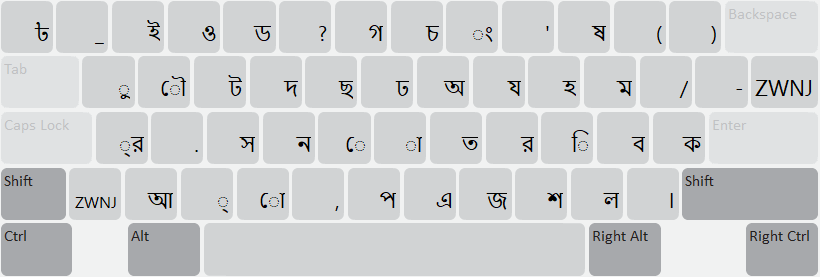 ৳ _ ই ও ড ? গ চ ং ' ষ ( ) Backspace
Tab ু ৌ ট দ ছ ঢ অ য হ ম / - ZWNJ
Caps Lock ্র . স ন ে া ত র ি ব ক Enter
Shift ZWNJ আ ্ ো , প এ জ শ ল । Shift
Ctrl Alt Right Alt Right Ctrl